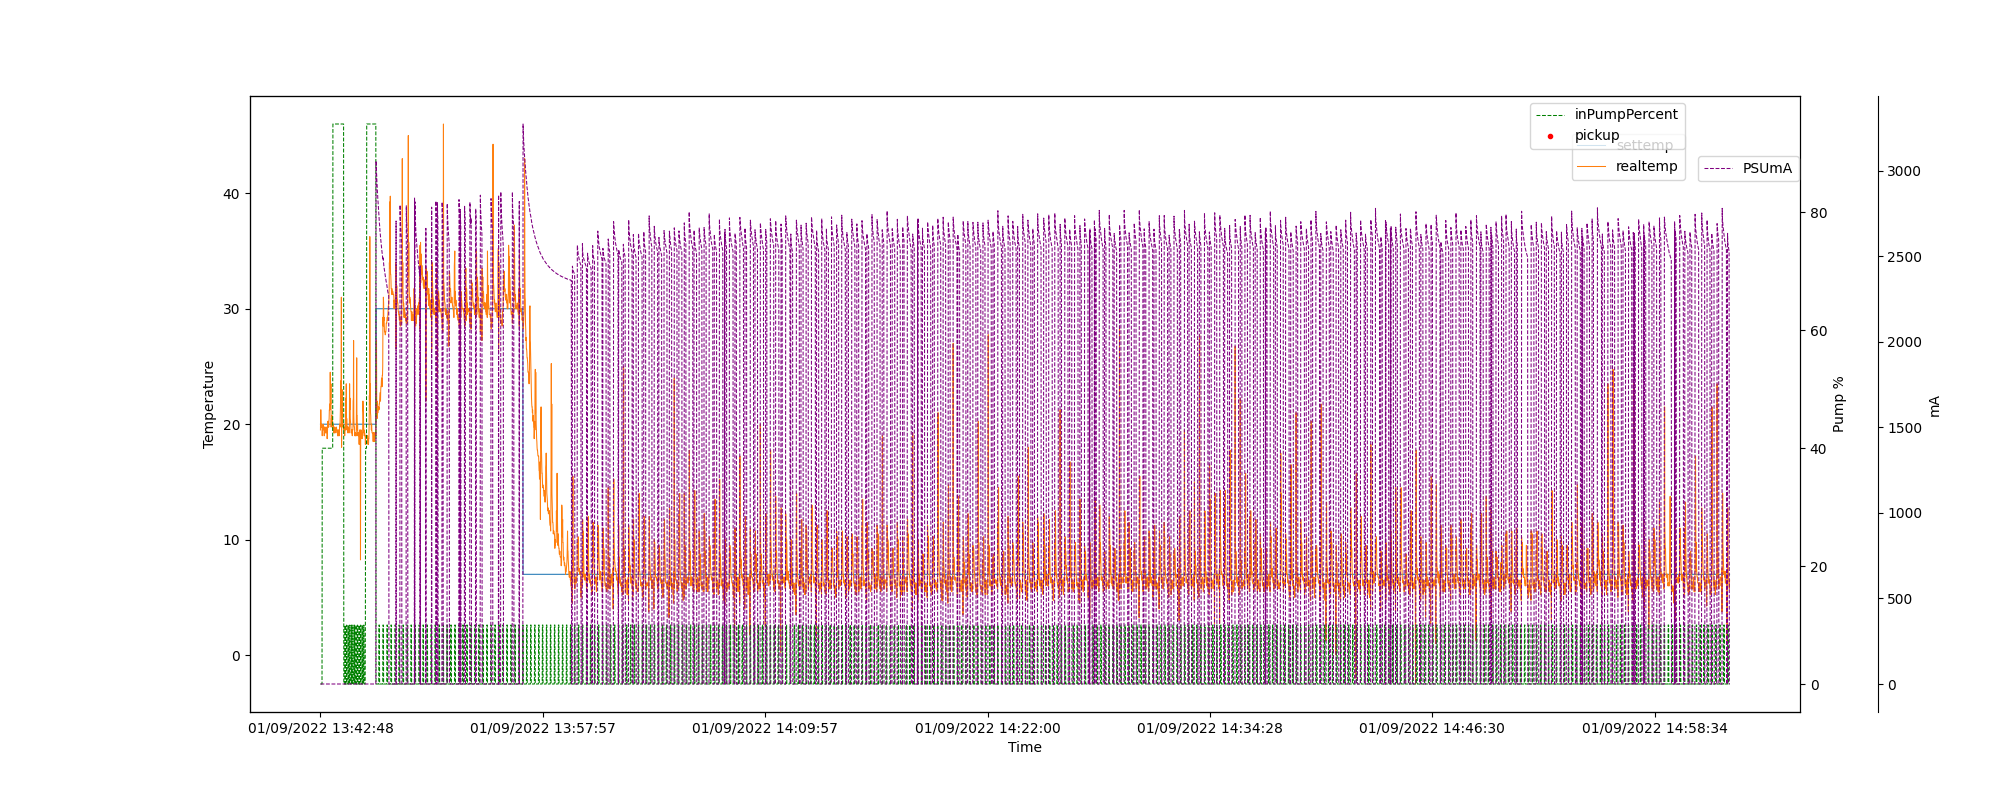 inPumpPercent
pickup
settemp
realtemp
PSUmA
40
30
20
10
0
Temperature
80
60
40
20
0
Pump %
3000
2500
2000
1500
1000
500
0
mA
01/09/2022 13:42:48
01/09/2022 13:57:57
01/09/2022 14:09:57
01/09/2022 14:22:00
01/09/2022 14:34:28
01/09/2022 14:46:30
01/09/2022 14:58:34
Time